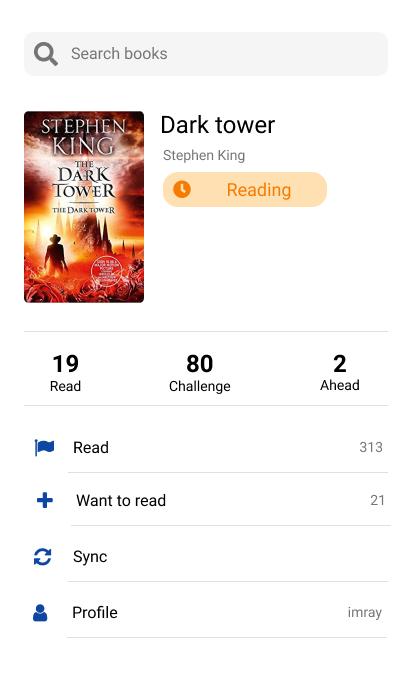 Search books
STEPHEN
KING
THE
DARK
TOWER
THE DARK TOWER
Dark tower
Stephen King
Reading
19
80
2
Read
Challenge
Ahead
Read
313
Want to read
21
Sync
Profile
imray